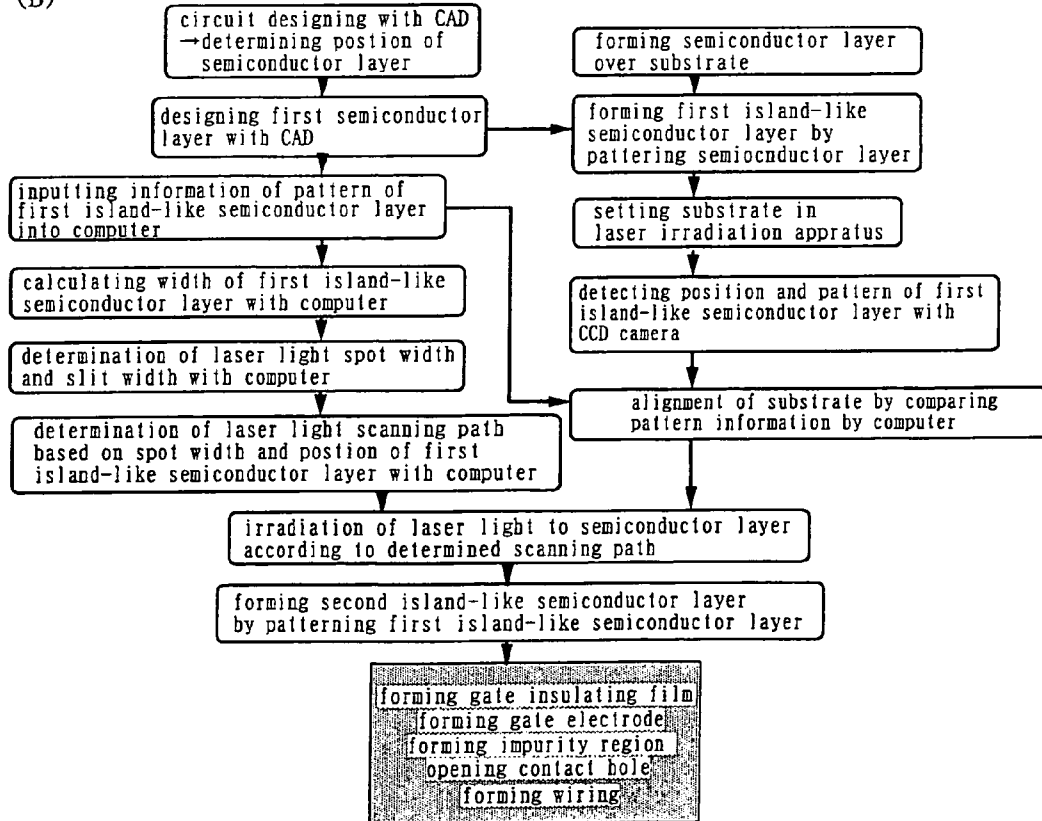 (B)
circuit designing with CAD
→determining postion of
semiconductor layer
designing first semiconductor
layer with CAD
inputting information of pattern of
first island-like semiconductor layer
into computer
calculating width of first island-like
semiconductor layer with computer
determination of laser light spot width
and slit width with computer
determination of laser light scanning path
based on spot width and postion of first
island-like semiconductor layer with computer
forming semiconductor layer
over substrate
forming first island-like
semiconductor layer by
pattering semiocnductor layer
setting substrate in
laser irradiation appratus
detecting position and pattern of first
island-like semiconductor layer with
CCD camera
alignment of substrate by comparing
pattern information by computer
irradiation of laser light to semiconductor layer
according to determined scanning path
forming second island-like semiconductor layer
by patterning first island-like semiconductor layer
forming gate insulating film
forming gate electrode
forming impurity region
opening contact hole
forming wiring